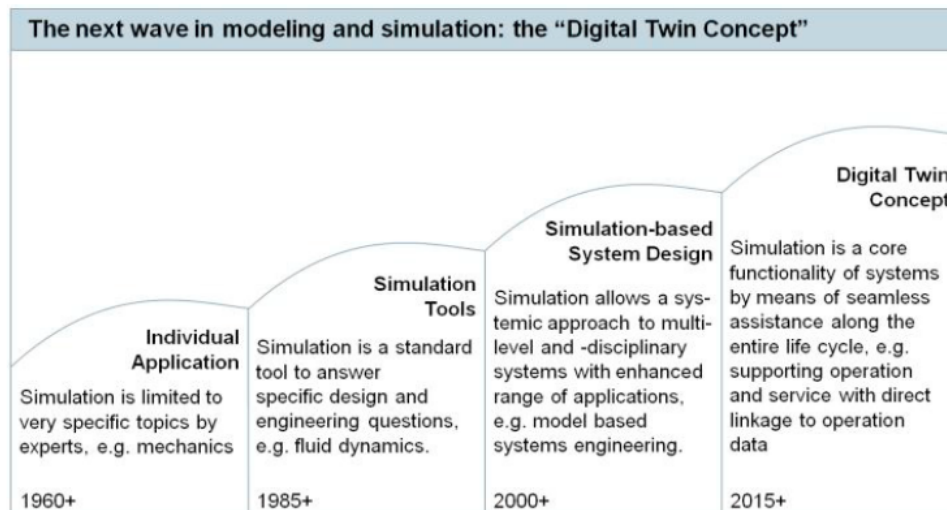 The next wave in modeling and simulation: the “Digital Twin Concept”
Individual
Application
Simulation is limited to
very specific topics by
experts, e.g. mechanics
1960+
Simulation
Tools
Simulation is a standard
tool to answer
specific design and
engineering questions,
e.g. fluid dynamics.
1985+
Simulation-based
System Design
Simulation allows a sys-
temic approach to multi-
level and -disciplinary
systems with enhanced
range of applications,
e.g. model based
systems engineering.
2000+
Digital Twin
Concept
Simulation is a core
functionality of systems
by means of seamless
assistance along the
entire life cycle, e.g.
supporting operation
and service with direct
linkage to operation
data
2015+